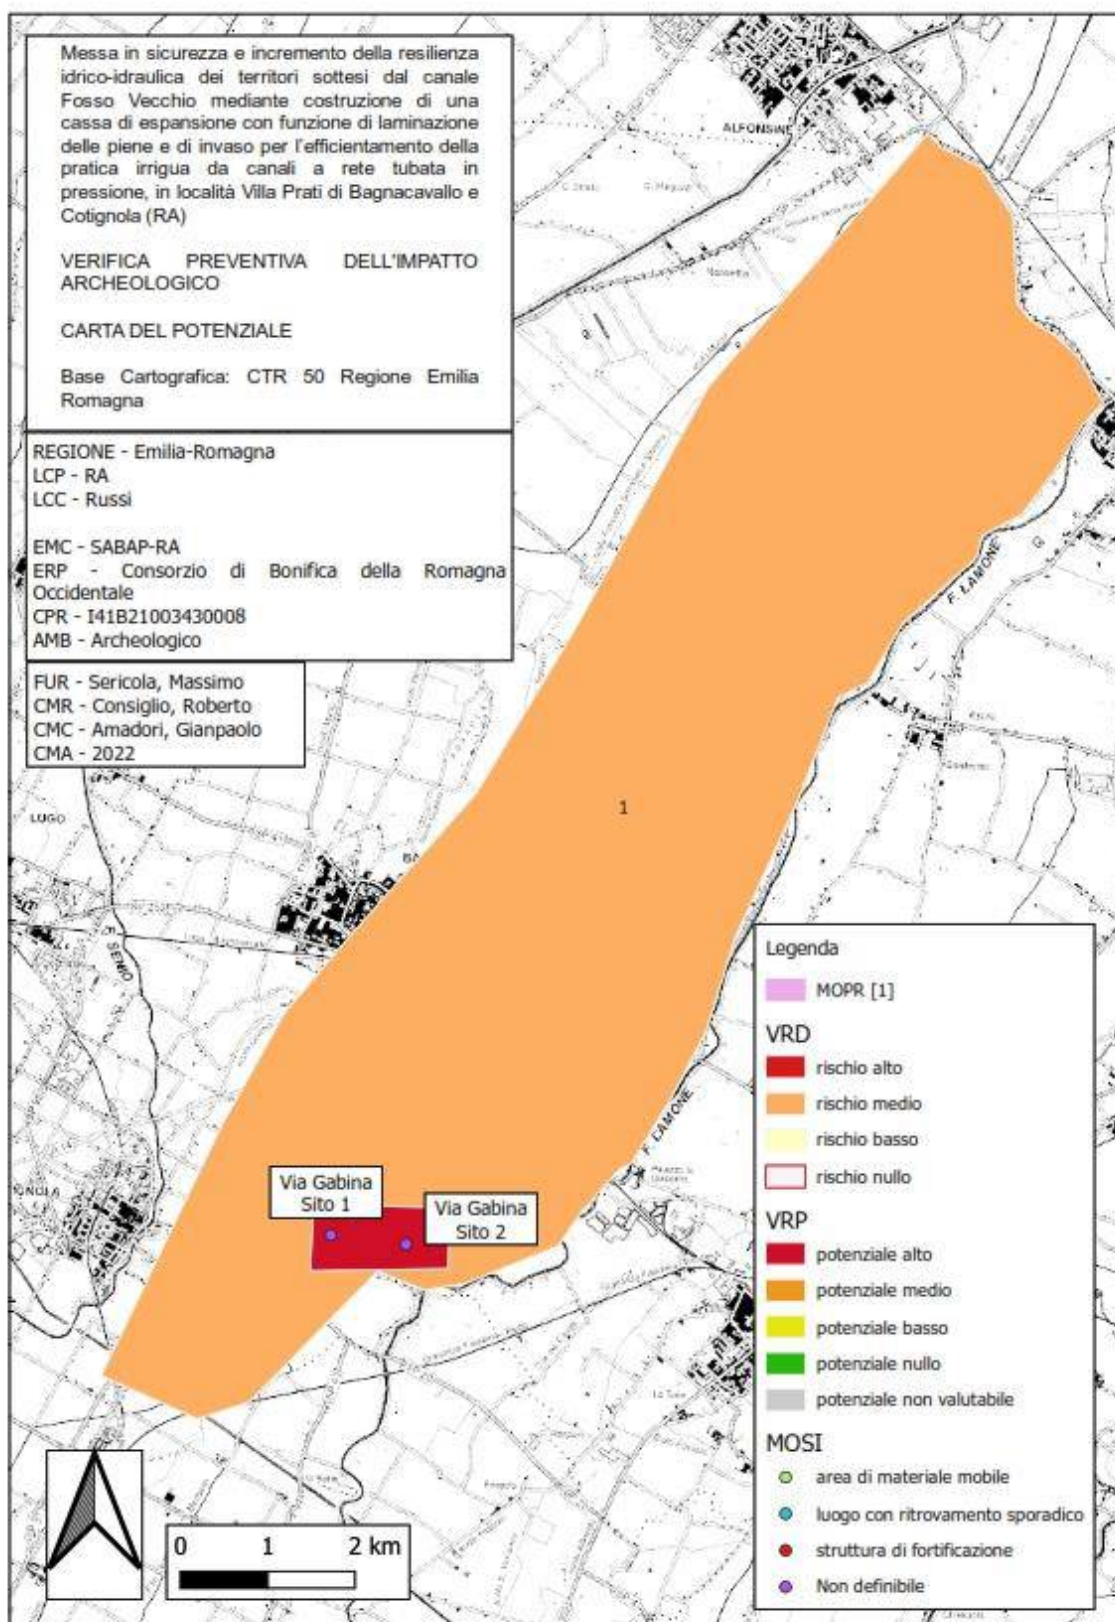 Messa in sicurezza e incremento della resilienza
idrico-idraulica dei territori sottesi dal canale
Fosso Vecchio mediante costruzione di una
cassa di espansione con funzione di laminazione
delle piene e di invaso per l'efficientamento della
pratica irrigua da canali a rete tubata in
pressione, in località Villa Prati di Bagnacavallo e
Cotignola (RA)
VERIFICA PREVENTIVA DELL'IMPATTO
ARCHEOLOGICO
CARTA DEL POTENZIALE
Base Cartografica: CTR 50 Regione Emilia
Romagna
REGIONE - Emilia-Romagna
LCP - RA
LCC - Russi
EMC - SABAP-RA
ERP - Consorzio di Bonifica della Romagna
Occidentale
CPR - I41B21003430008
AMB - Archeologico
FUR - Sericola, Massimo
CMR - Consiglio, Roberto
CMC - Amadori, Gianpaolo
CMA - 2022
ALFONSINE
F. LAMONE
1
LUGO
BA
F. SENIO
F. LAMONE
GNOLA
Via Gabina
Sito 1
Via Gabina
Sito 2
0 1 2 km
Legenda
MOPR [1]
VRD
rischio alto
rischio medio
rischio basso
rischio nullo
VRP
potenziale alto
potenziale medio
potenziale basso
potenziale nullo
potenziale non valutabile
MOSI
area di materiale mobile
luogo con ritrovamento sporadico
struttura di fortificazione
Non definibile